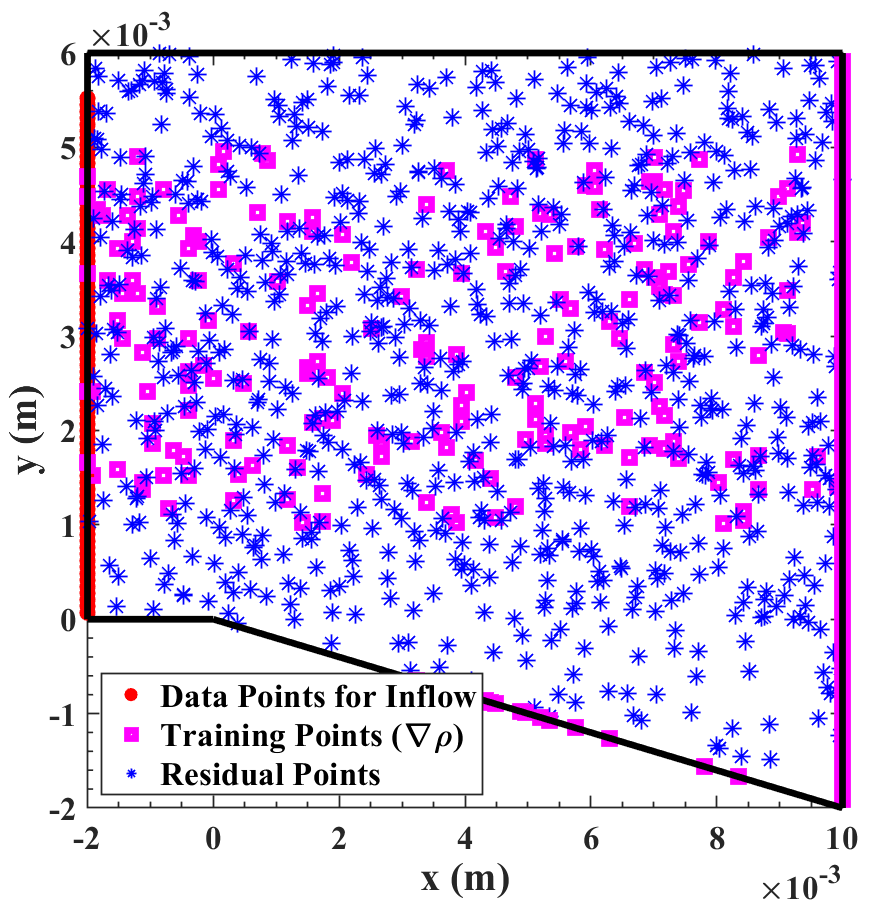 ×10⁻³
6
5
4
3
2
1
0
-1
-2
y (m)
Data Points for Inflow
Training Points (∇ρ)
Residual Points
-2 0 2 4 6 8 10
x (m)
×10⁻³